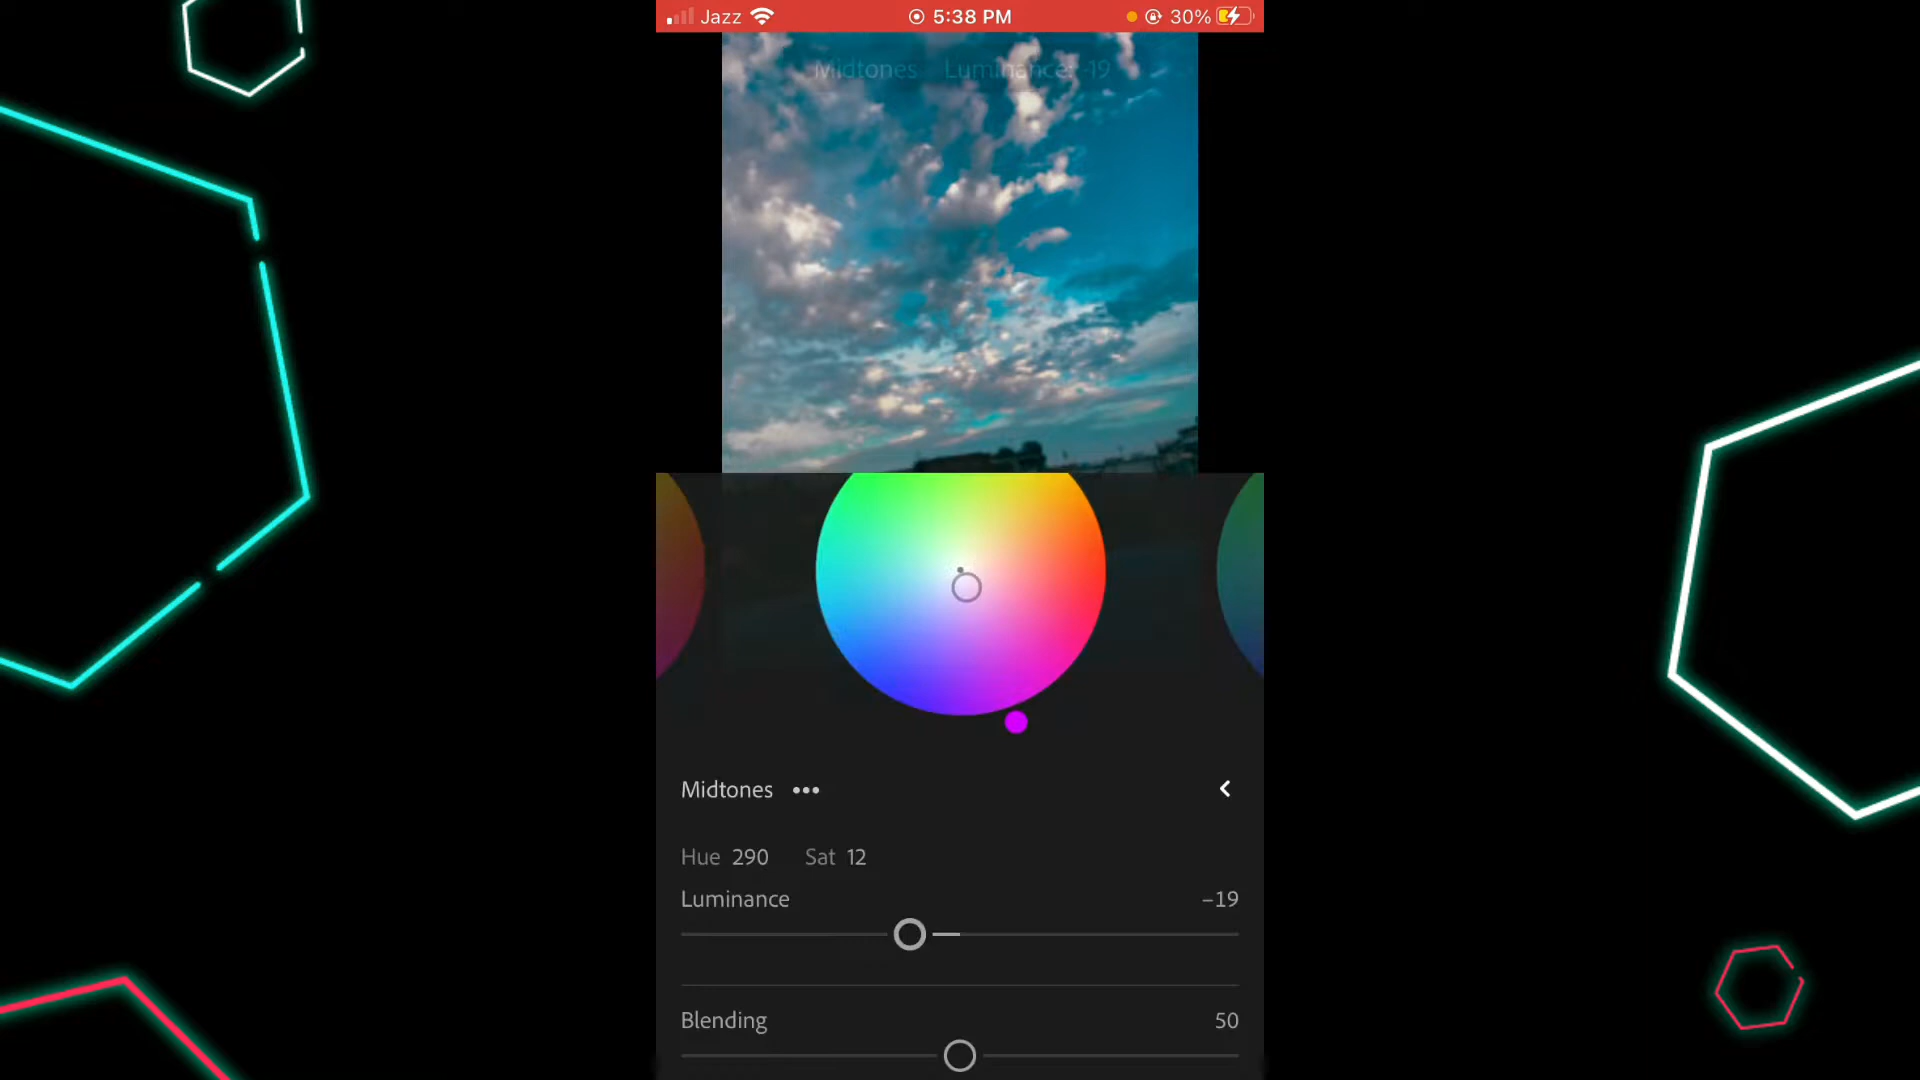 Jazz 5:38 PM 30%
Midtones Luminance: -19
Midtones •••
Hue 290 Sat 12
Luminance −19
Blending 50